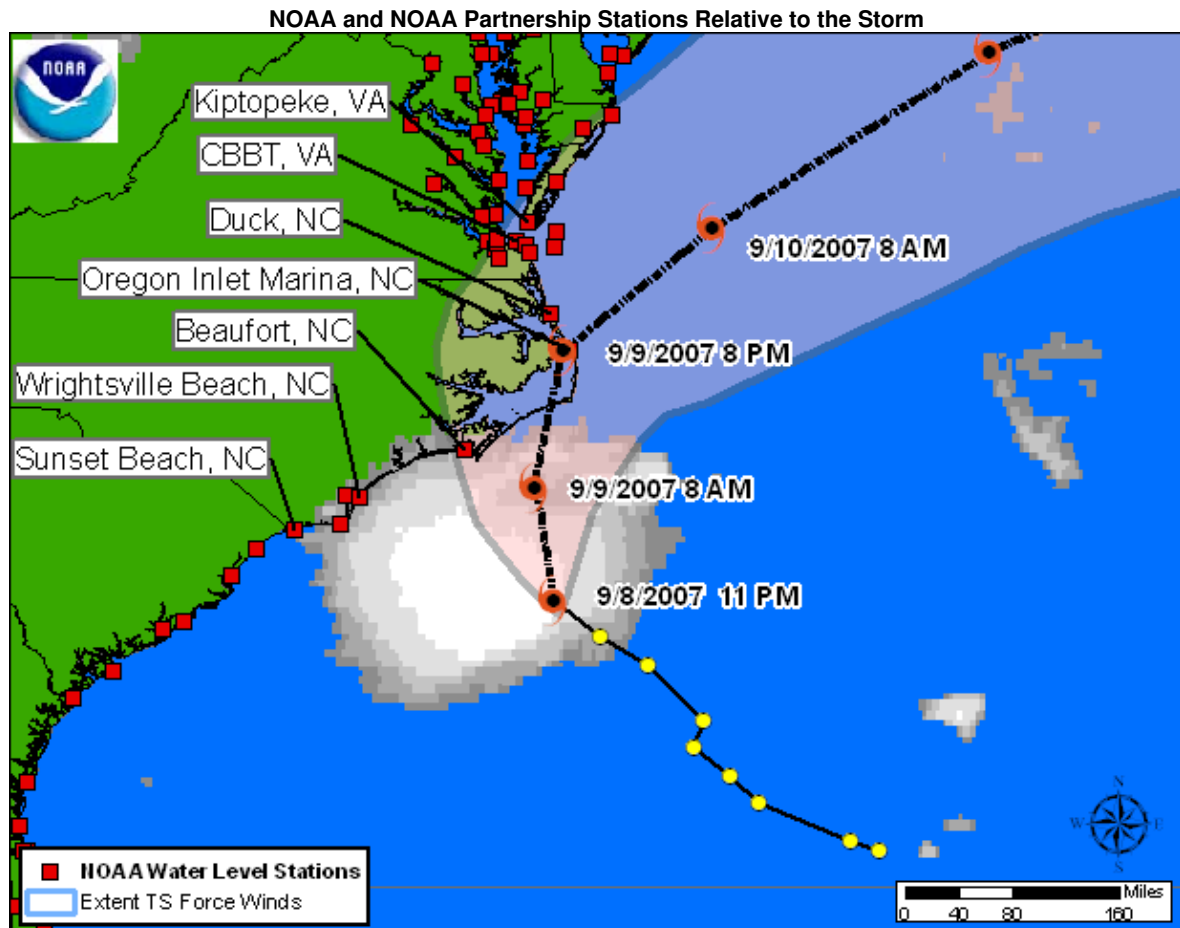 NOAA and NOAA Partnership Stations Relative to the Storm
NOAA
Kiptopeke, VA
CBBT, VA
Duck, NC
9/10/2007 8 AM
Oregon Inlet Marina, NC
Beaufort, NC
9/9/2007 8 PM
Wrightsville Beach, NC
Sunset Beach, NC
9/9/2007 8 AM
9/8/2007 11 PM
N
W E
S
NOAA Water Level Stations
Extent TS Force Winds
Miles
0 40 80 160